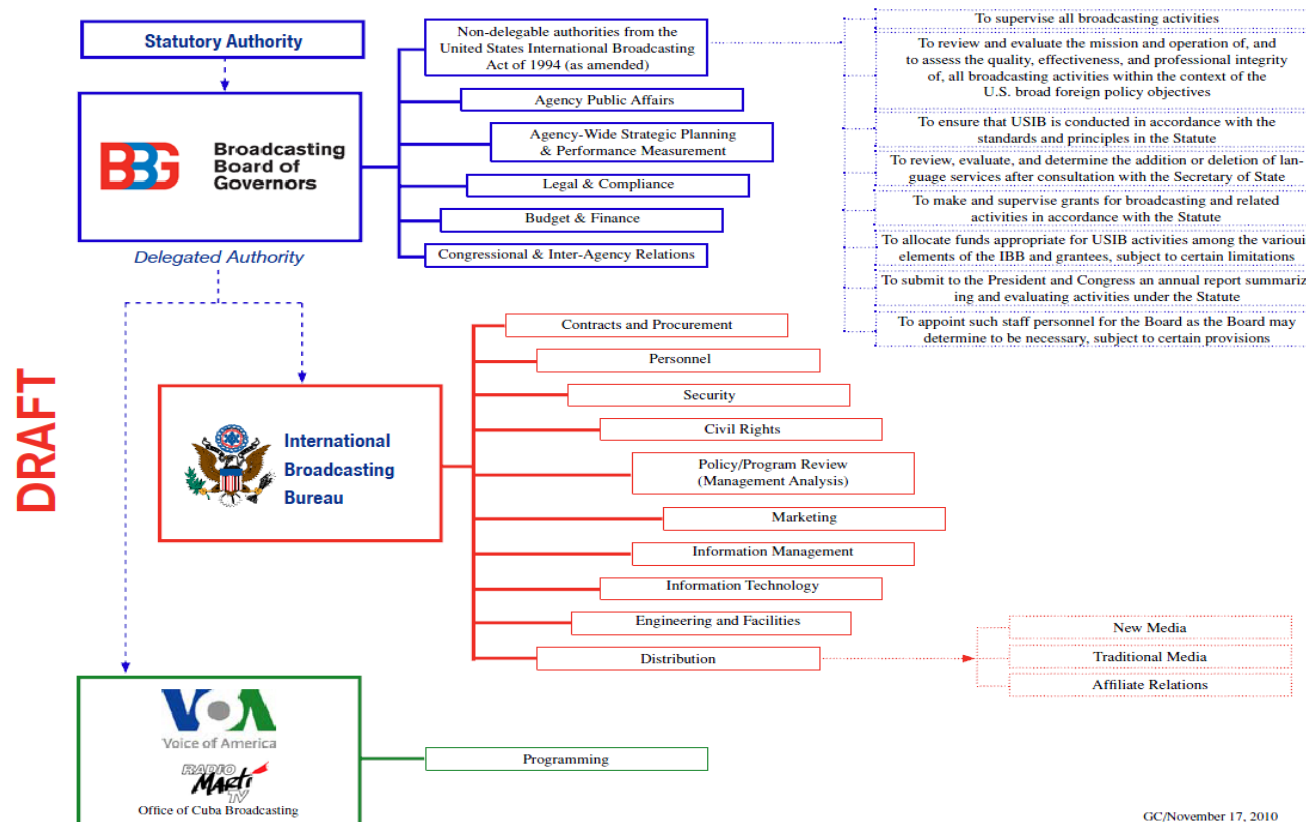 Statutory Authority
BBG
Broadcasting
Board of
Governors
Delegated Authority
Non-delegable authorities from the
United States International Broadcasting
Act of 1994 (as amended)
Agency Public Affairs
Agency-Wide Strategic Planning
& Performance Measurement
Legal & Compliance
Budget & Finance
Congressional & Inter-Agency Relations
To supervise all broadcasting activities
To review and evaluate the mission and operation of, and
to assess the quality, effectiveness, and professional integrity
of, all broadcasting activities within the context of the
U.S. broad foreign policy objectives
To ensure that USIB is conducted in accordance with the
standards and principles in the Statute
To review, evaluate, and determine the addition or deletion of lan-
guage services after consultation with the Secretary of State
To make and supervise grants for broadcasting and related
activities in accordance with the Statute
To allocate funds appropriate for USIB activities among the variouis
elements of the IBB and grantees, subject to certain limitations
To submit to the President and Congress an annual report summariz-
ing and evaluating activities under the Statute
To appoint such staff personnel for the Board as the Board may
determine to be necessary, subject to certain provisions
DRAFT
International
Broadcasting
Bureau
Contracts and Procurement
Personnel
Security
Civil Rights
Policy/Program Review
(Management Analysis)
Marketing
Information Management
Information Technology
Engineering and Facilities
Distribution
New Media
Traditional Media
Affiliate Relations
VOA
Voice of America
RADIO
Martí
TV
Office of Cuba Broadcasting
Programming
GC/November 17, 2010